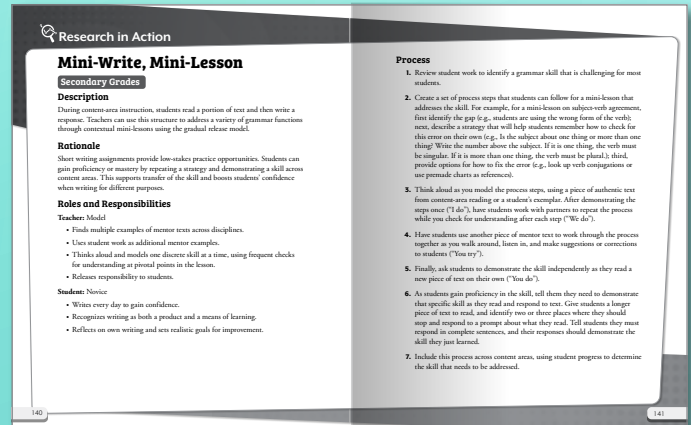 Research in Action
Mini-Write, Mini-Lesson
Secondary Grades
Description
During content-area instruction, students read a portion of text and then write a
response. Teachers can use this structure to address a variety of grammar functions
through contextual mini-lessons using the gradual release model.
Rationale
Short writing assignments provide low-stakes practice opportunities. Students can
gain proficiency or mastery by repeating a strategy and demonstrating a skill across
content areas. This supports transfer of the skill and boosts students' confidence
when writing for different purposes.
Roles and Responsibilities
Teacher: Model
• Finds multiple examples of mentor texts across disciplines.
• Uses student work as additional mentor examples.
• Thinks aloud and models one discrete skill at a time, using frequent checks
for understanding at pivotal points in the lesson.
• Releases responsibility to students.
Student: Novice
• Writes every day to gain confidence.
• Recognizes writing as both a product and a means of learning.
• Reflects on own writing and sets realistic goals for improvement.
140
Process
1. Review student work to identify a grammar skill that is challenging for most
students.
2. Create a set of process steps that students can follow for a mini-lesson that
addresses the skill. For example, for a mini-lesson on subject-verb agreement,
first identify the gap (e.g., students are using the wrong form of the verb);
next, describe a strategy that will help students remember how to check for
this error on their own (e.g., Is the subject about one thing or more than one
thing? Write the number above the subject. If it is one thing, the verb must
be singular. If it is more than one thing, the verb must be plural.); third,
provide options for how to fix the error (e.g., look up verb conjugations or
use premade charts as references).
3. Think aloud as you model the process steps, using a piece of authentic text
from content-area reading or a student's exemplar. After demonstrating the
steps once ("I do"), have students work with partners to repeat the process
while you check for understanding after each step ("We do").
4. Have students use another piece of mentor text to work through the process
together as you walk around, listen in, and make suggestions or corrections
to students ("You try").
5. Finally, ask students to demonstrate the skill independently as they read a
new piece of text on their own ("You do").
6. As students gain proficiency in the skill, tell them they need to demonstrate
that specific skill as they read and respond to text. Give students a longer
piece of text to read, and identify two or three places where they should
stop and respond to a prompt about what they read. Tell students they must
respond in complete sentences, and their responses should demonstrate the
skill they just learned.
7. Include this process across content areas, using student progress to determine
the skill that needs to be addressed.
141